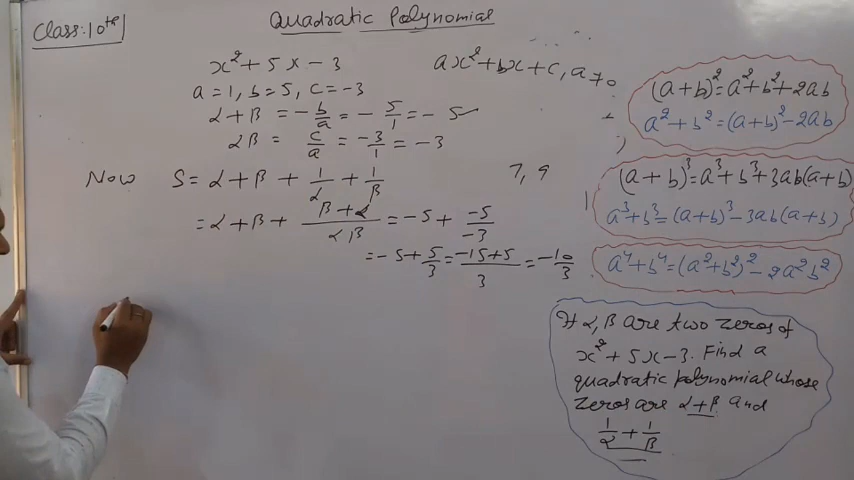 Class:10th
Quadratic Polynomial
x² + 5x - 3
a = 1, b = 5, c = -3
α + β = -b/a = -5/1 = -5
αβ = c/a = -3/1 = -3
Now S = α + β + 1/α + 1/β
= α + β + (β + α)/(αβ) = -5 + (-5)/(-3)
= -5 + 5/3 = (-15+5)/3 = -10/3
ax² + bx + c, a ≠ 0
7, 9
(a+b)² = a² + b² + 2ab
a² + b² = (a+b)² - 2ab
(a+b)³ = a³ + b³ + 3ab(a+b)
a³ + b³ = (a+b)³ - 3ab(a+b)
a⁴ + b⁴ = (a² + b²)² - 2a²b²
If α, β are two zeros of
x² + 5x - 3. Find a
quadratic polynomial whose
zeros are α + β and
1/α + 1/β